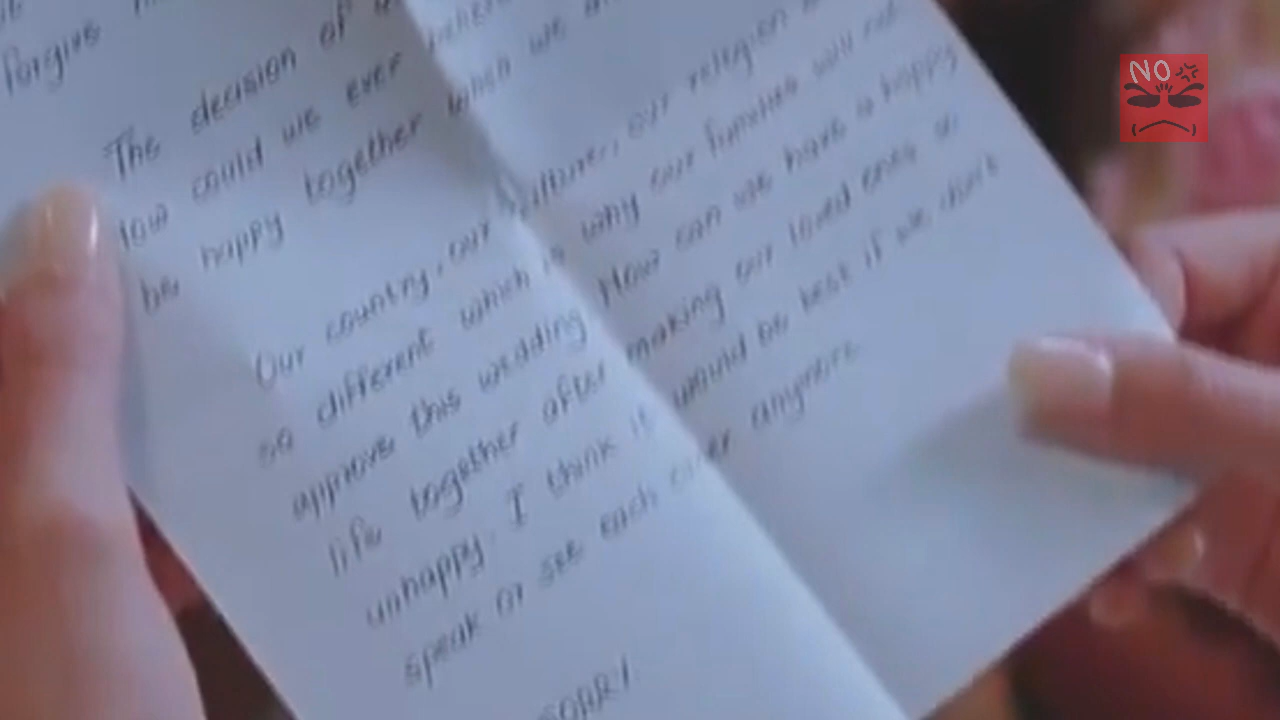 forgive
The decision of
How could we ever
be happy together when we
Our country, our culture, our religion
so different which is why our families will not
approve this wedding. How can we have a happy
life together after making our loved ones so
unhappy. I think it would be best if we don't
speak or see each other anymore
SORRY
NO